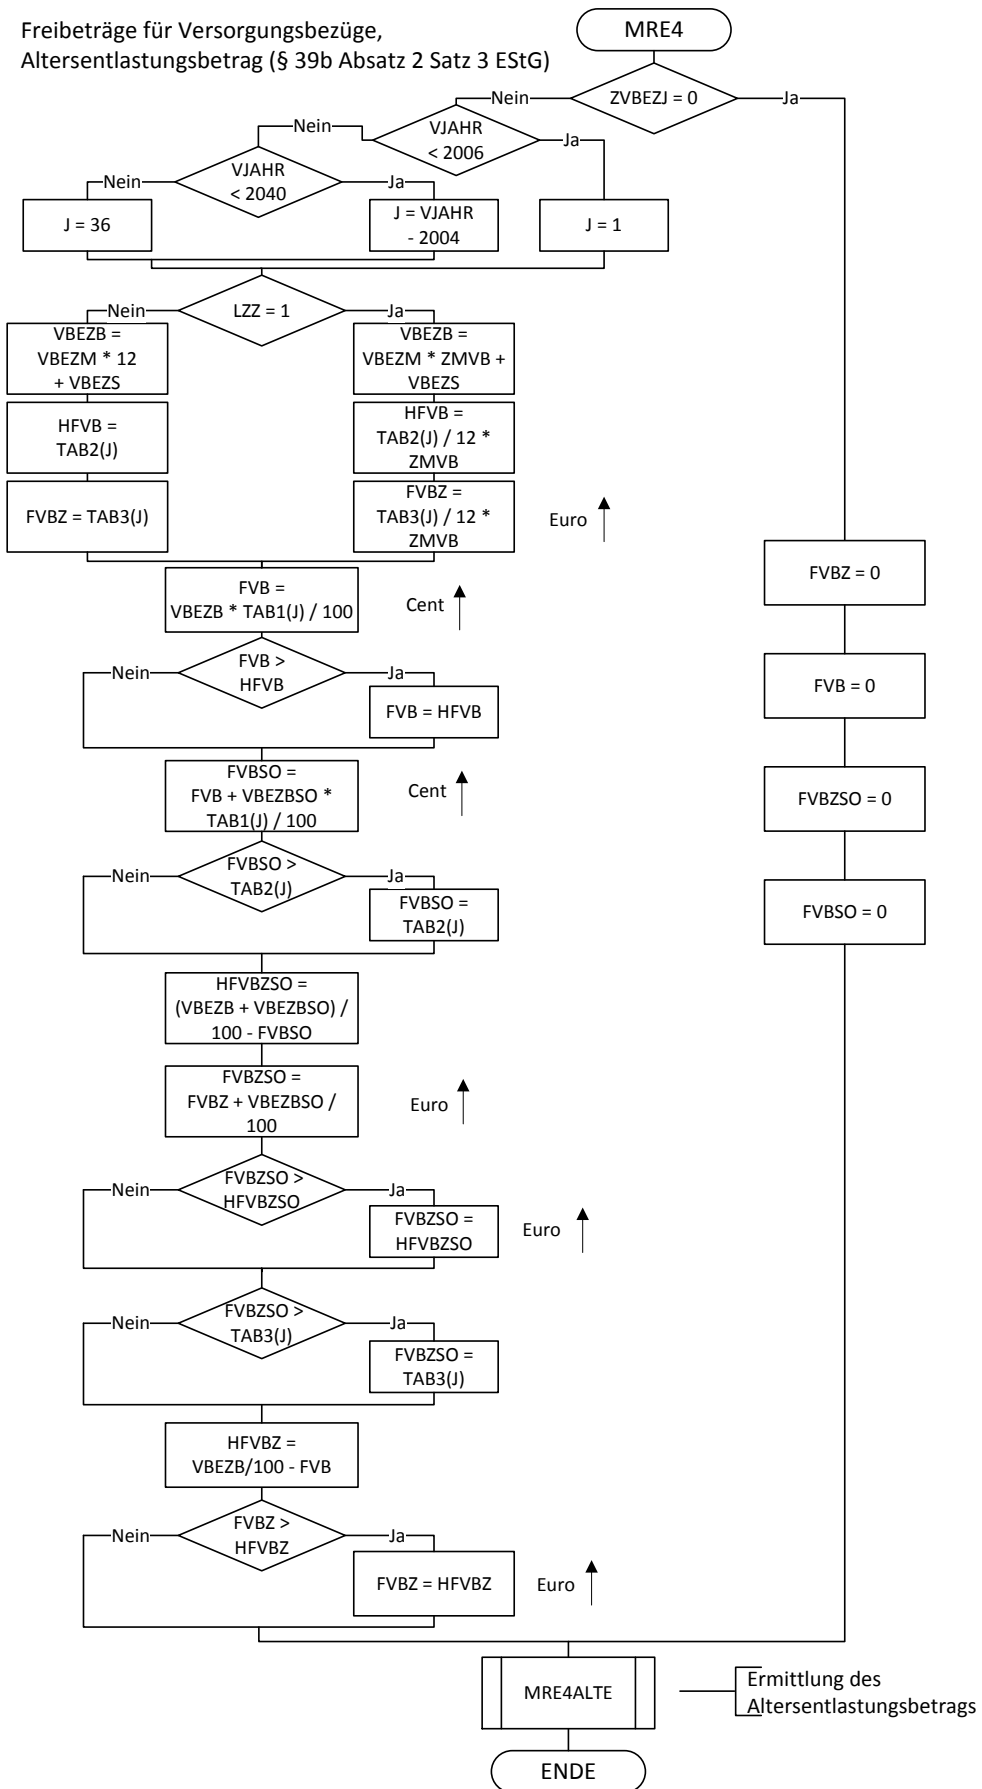 Freibeträge für Versorgungsbezüge,
Altersentlastungsbetrag (§ 39b Absatz 2 Satz 3 EStG)
MRE4
ZVBEZJ = 0
Nein
Ja
VJAHR
< 2006
Nein
Ja
VJAHR
< 2040
Nein
Ja
J = 36
J = VJAHR
- 2004
J = 1
LZZ = 1
Nein
Ja
VBEZB =
VBEZM * 12
+ VBEZS
VBEZB =
VBEZM * ZMVB +
VBEZS
HFVB =
TAB2(J)
HFVB =
TAB2(J) / 12 *
ZMVB
FVBZ = TAB3(J)
FVBZ =
TAB3(J) / 12 *
ZMVB
Euro
FVB =
VBEZB * TAB1(J) / 100
Cent
FVB >
HFVB
Nein
Ja
FVB = HFVB
FVBSO =
FVB + VBEZBSO *
TAB1(J) / 100
Cent
FVBSO >
TAB2(J)
Nein
Ja
FVBSO =
TAB2(J)
HFVBZSO =
(VBEZB + VBEZBSO) /
100 - FVBSO
FVBZSO =
FVBZ + VBEZBSO /
100
Euro
FVBZSO >
HFVBZSO
Nein
Ja
FVBZSO =
HFVBZSO
Euro
FVBZSO >
TAB3(J)
Nein
Ja
FVBZSO =
TAB3(J)
HFVBZ =
VBEZB/100 - FVB
FVBZ >
HFVBZ
Nein
Ja
FVBZ = HFVBZ
Euro
FVBZ = 0
FVB = 0
FVBZSO = 0
FVBSO = 0
MRE4ALTE
Ermittlung des
Altersentlastungsbetrags
ENDE